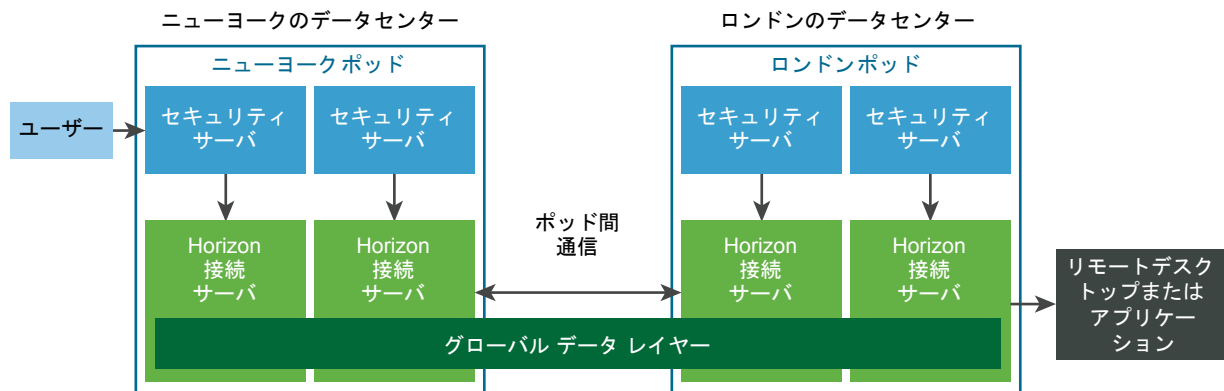 ニューヨークのデータセンター
ロンドンのデータセンター
ニューヨークポッド
ロンドンポッド
ユーザー
セキュリティ
サーバ
セキュリティ
サーバ
セキュリティ
サーバ
セキュリティ
サーバ
ポッド間
通信
Horizon
接続
サーバ
Horizon
接続
サーバ
Horizon
接続
サーバ
Horizon
接続
サーバ
リモートデスク
トップまたは
アプリケー
ション
グローバル データ レイヤー